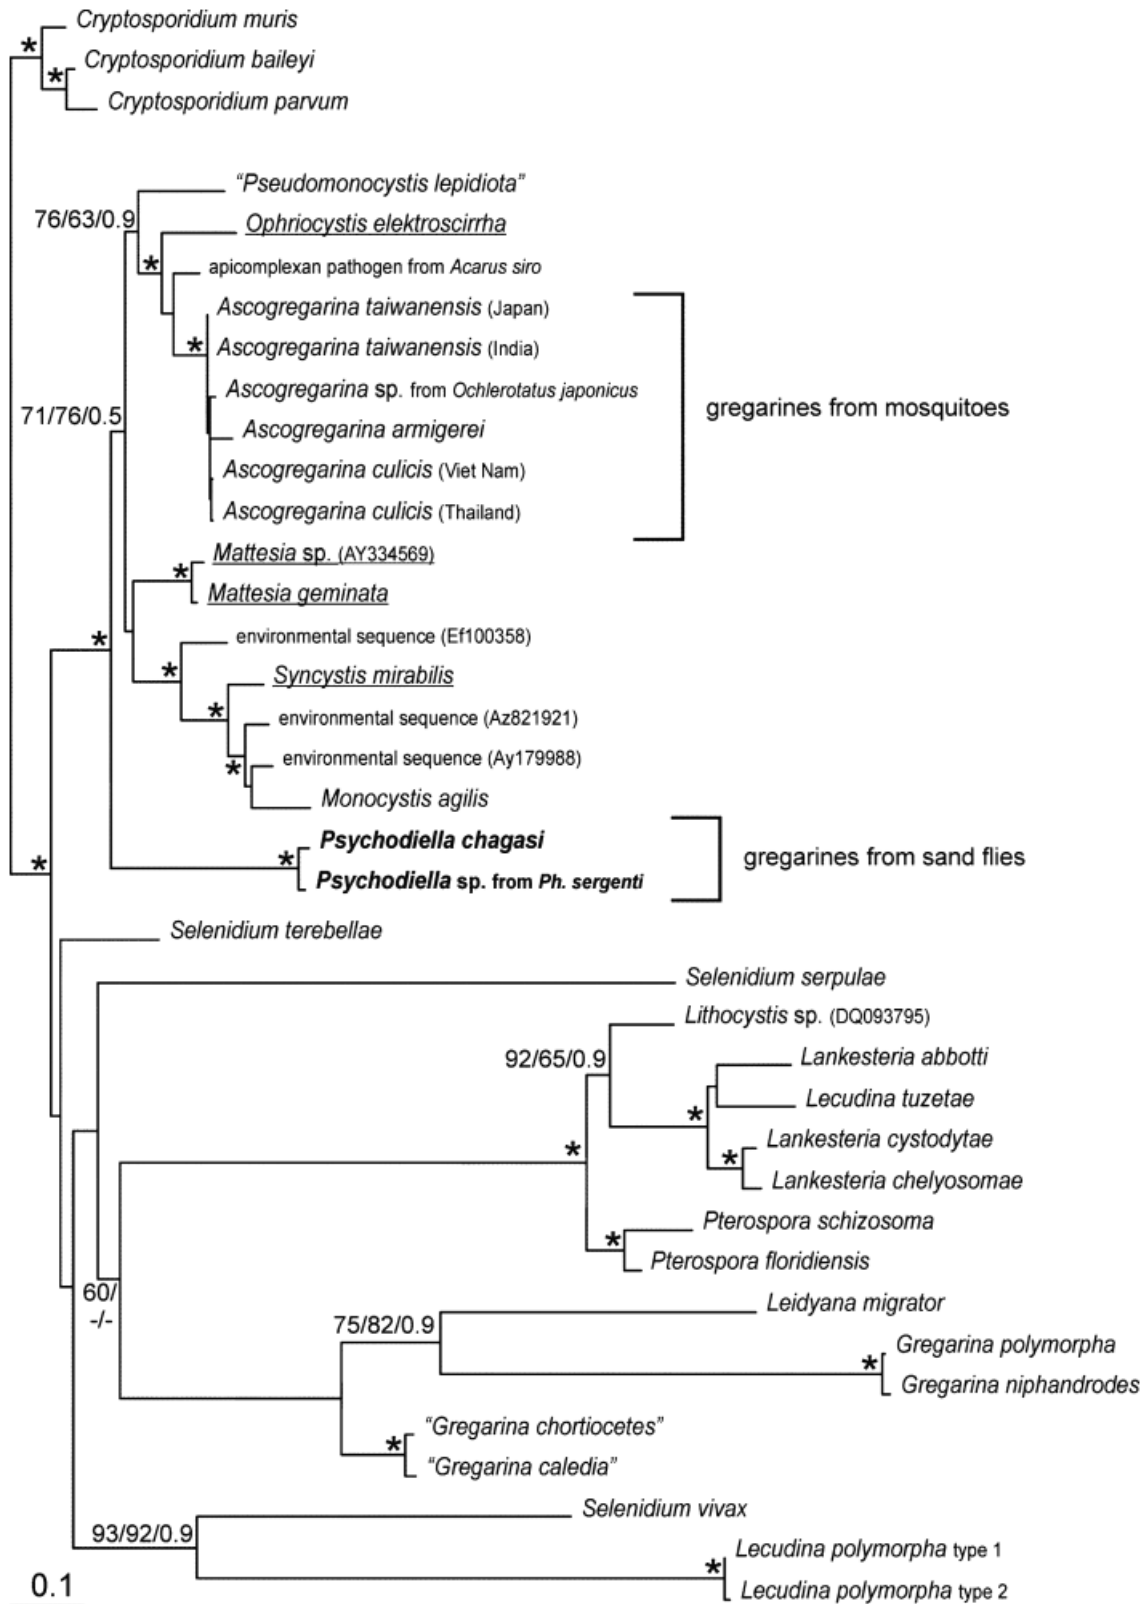 Cryptosporidium muris
*
Cryptosporidium baileyi
*
Cryptosporidium parvum
"Pseudomonocystis lepidiota"
76/63/0.9
Ophriocystis elektroscirrha
*
apicomplexan pathogen from Acarus siro
Ascogregarina taiwanensis (Japan)
*
Ascogregarina taiwanensis (India)
Ascogregarina sp. from Ochlerotatus japonicus
gregarines from mosquitoes
71/76/0.5
Ascogregarina armigerei
Ascogregarina culicis (Viet Nam)
Ascogregarina culicis (Thailand)
Mattesia sp. (AY334569)
*
Mattesia geminata
*
environmental sequence (Ef100358)
*
Syncystis mirabilis
*
environmental sequence (Az821921)
environmental sequence (Ay179988)
*
Monocystis agilis
Psychodiella chagasi
*
*
gregarines from sand flies
Psychodiella sp. from Ph. sergenti
Selenidium terebellae
Selenidium serpulae
Lithocystis sp. (DQ093795)
92/65/0.9
Lankesteria abbotti
Lecudina tuzetae
*
Lankesteria cystodytae
*
*
Lankesteria chelyosomae
Pterospora schizosoma
*
Pterospora floridiensis
60/
-/-
Leidyana migrator
75/82/0.9
Gregarina polymorpha
*
Gregarina niphandrodes
"Gregarina chortiocetes"
*
"Gregarina caledia"
Selenidium vivax
93/92/0.9
Lecudina polymorpha type 1
*
Lecudina polymorpha type 2
0.1